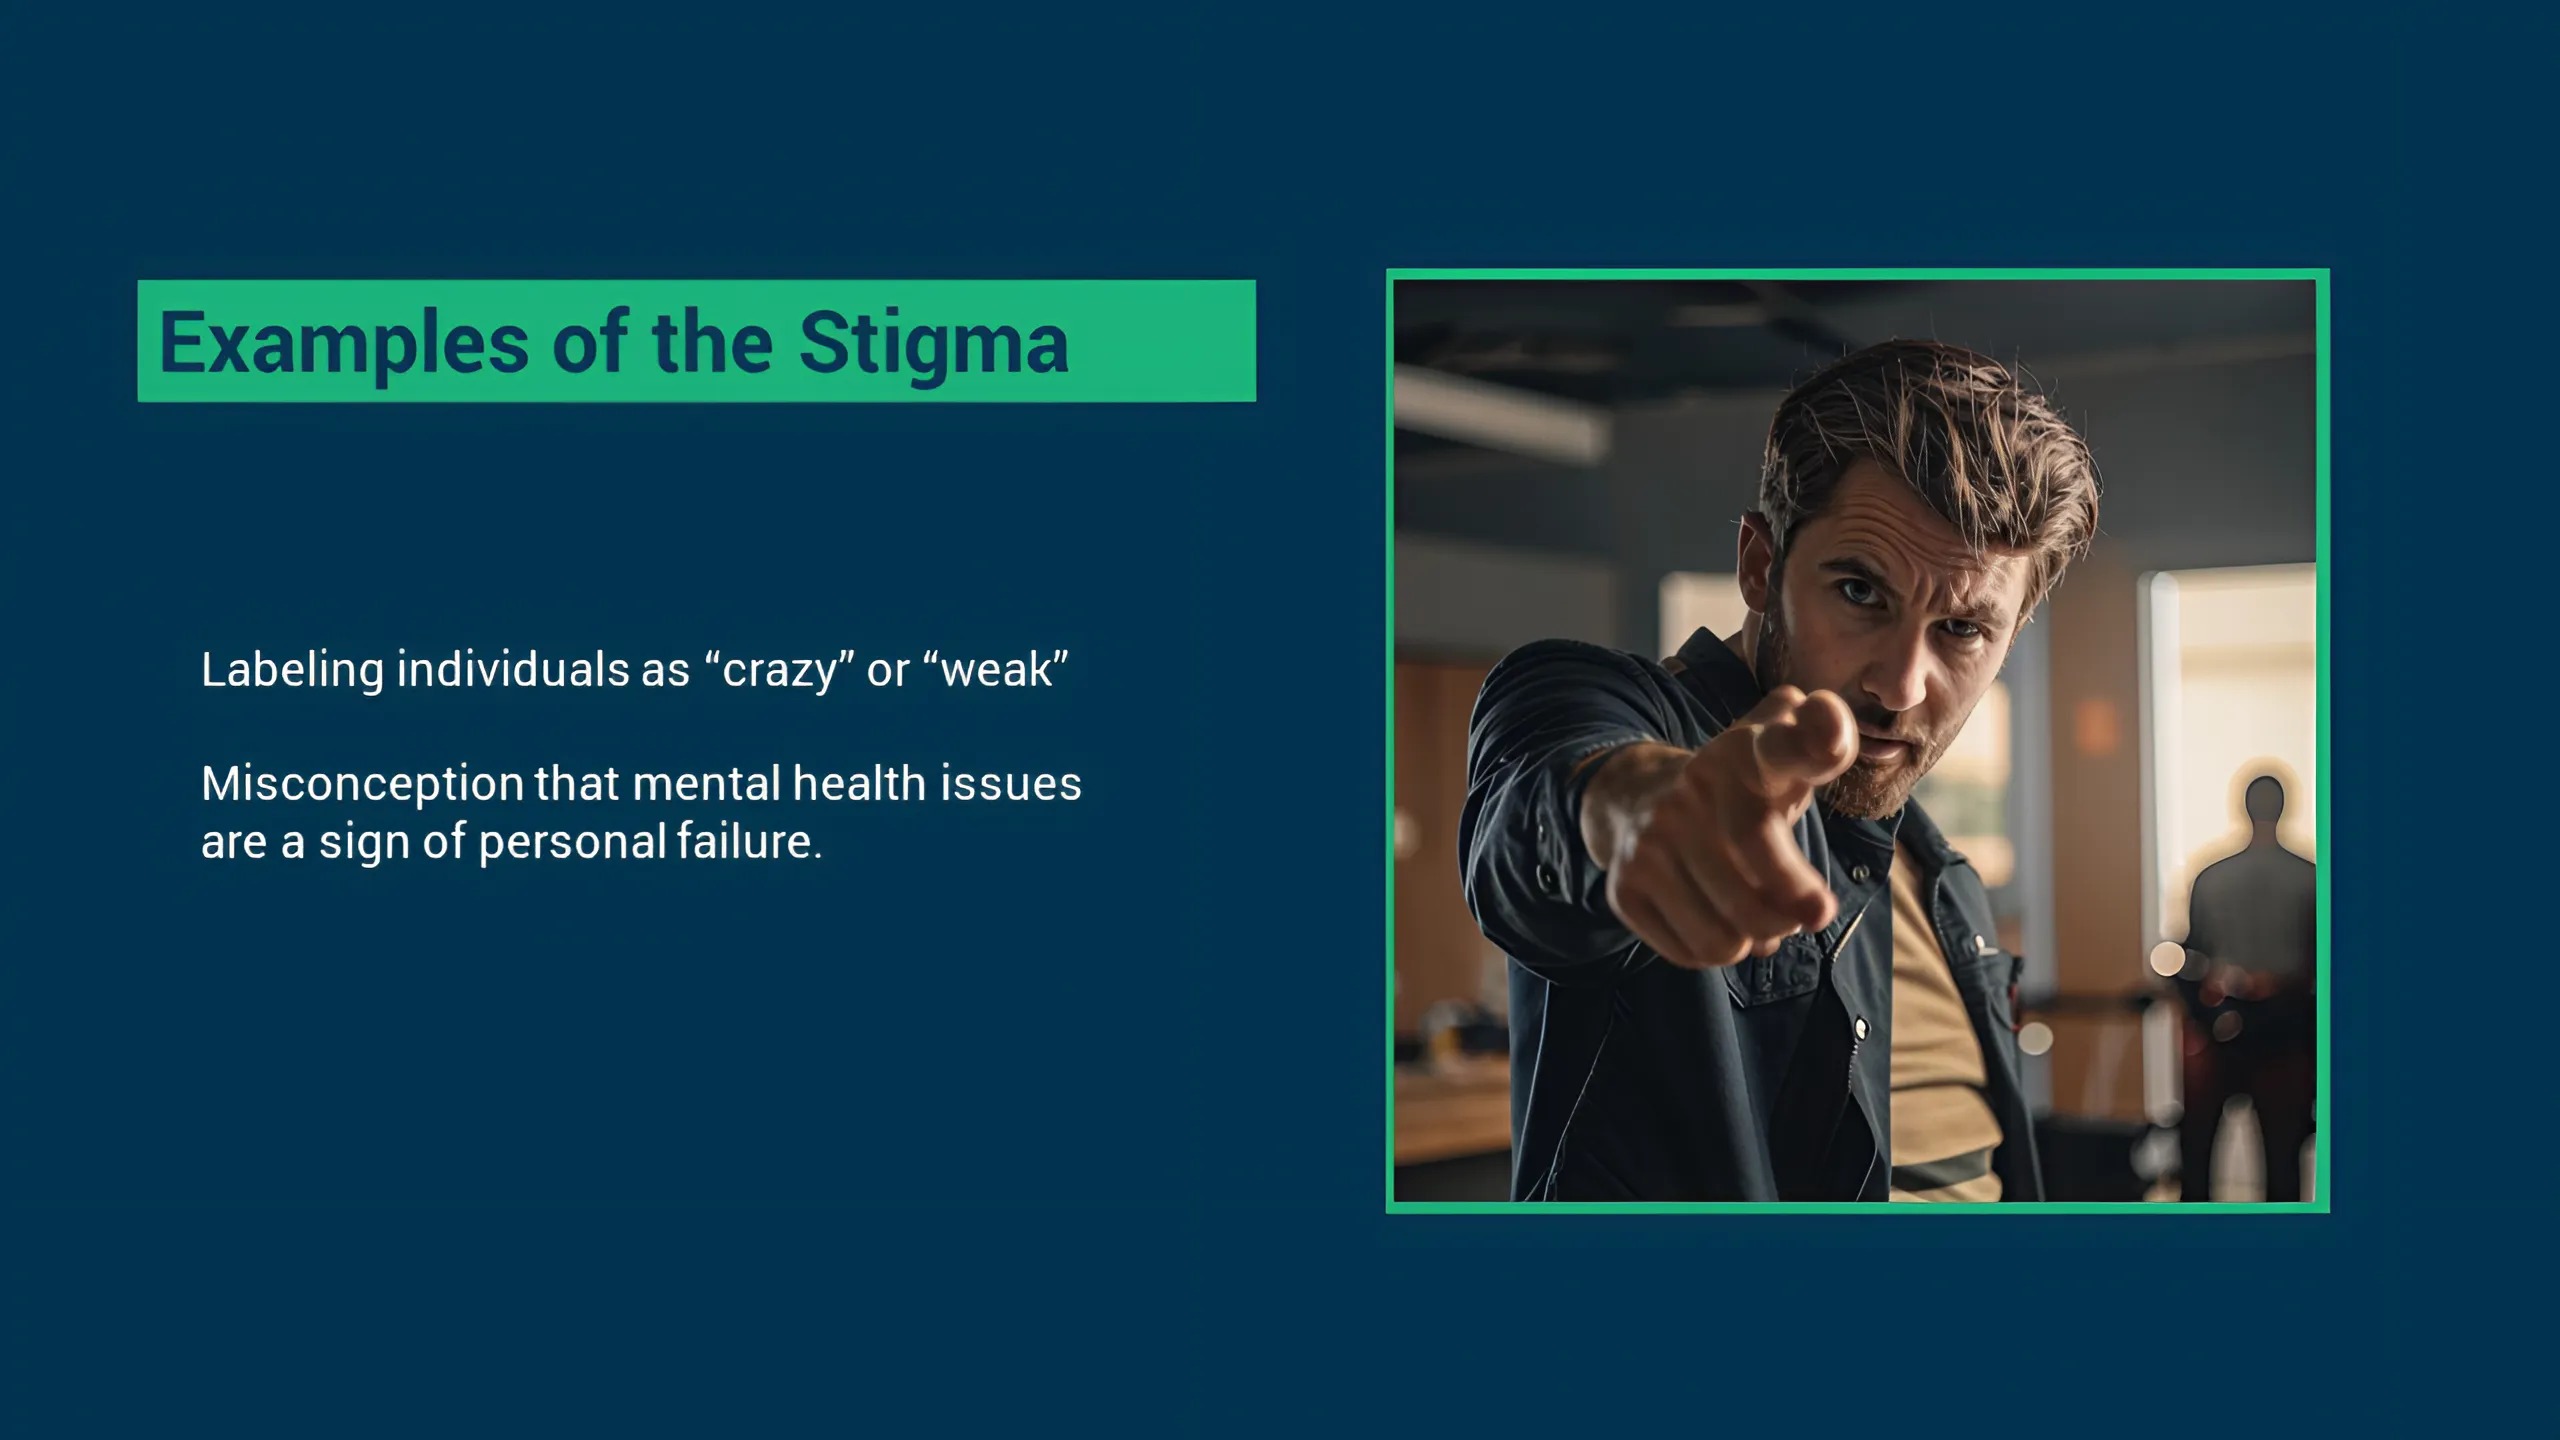 Examples of the Stigma
Labeling individuals as “crazy” or “weak”
Misconception that mental health issues
are a sign of personal failure.